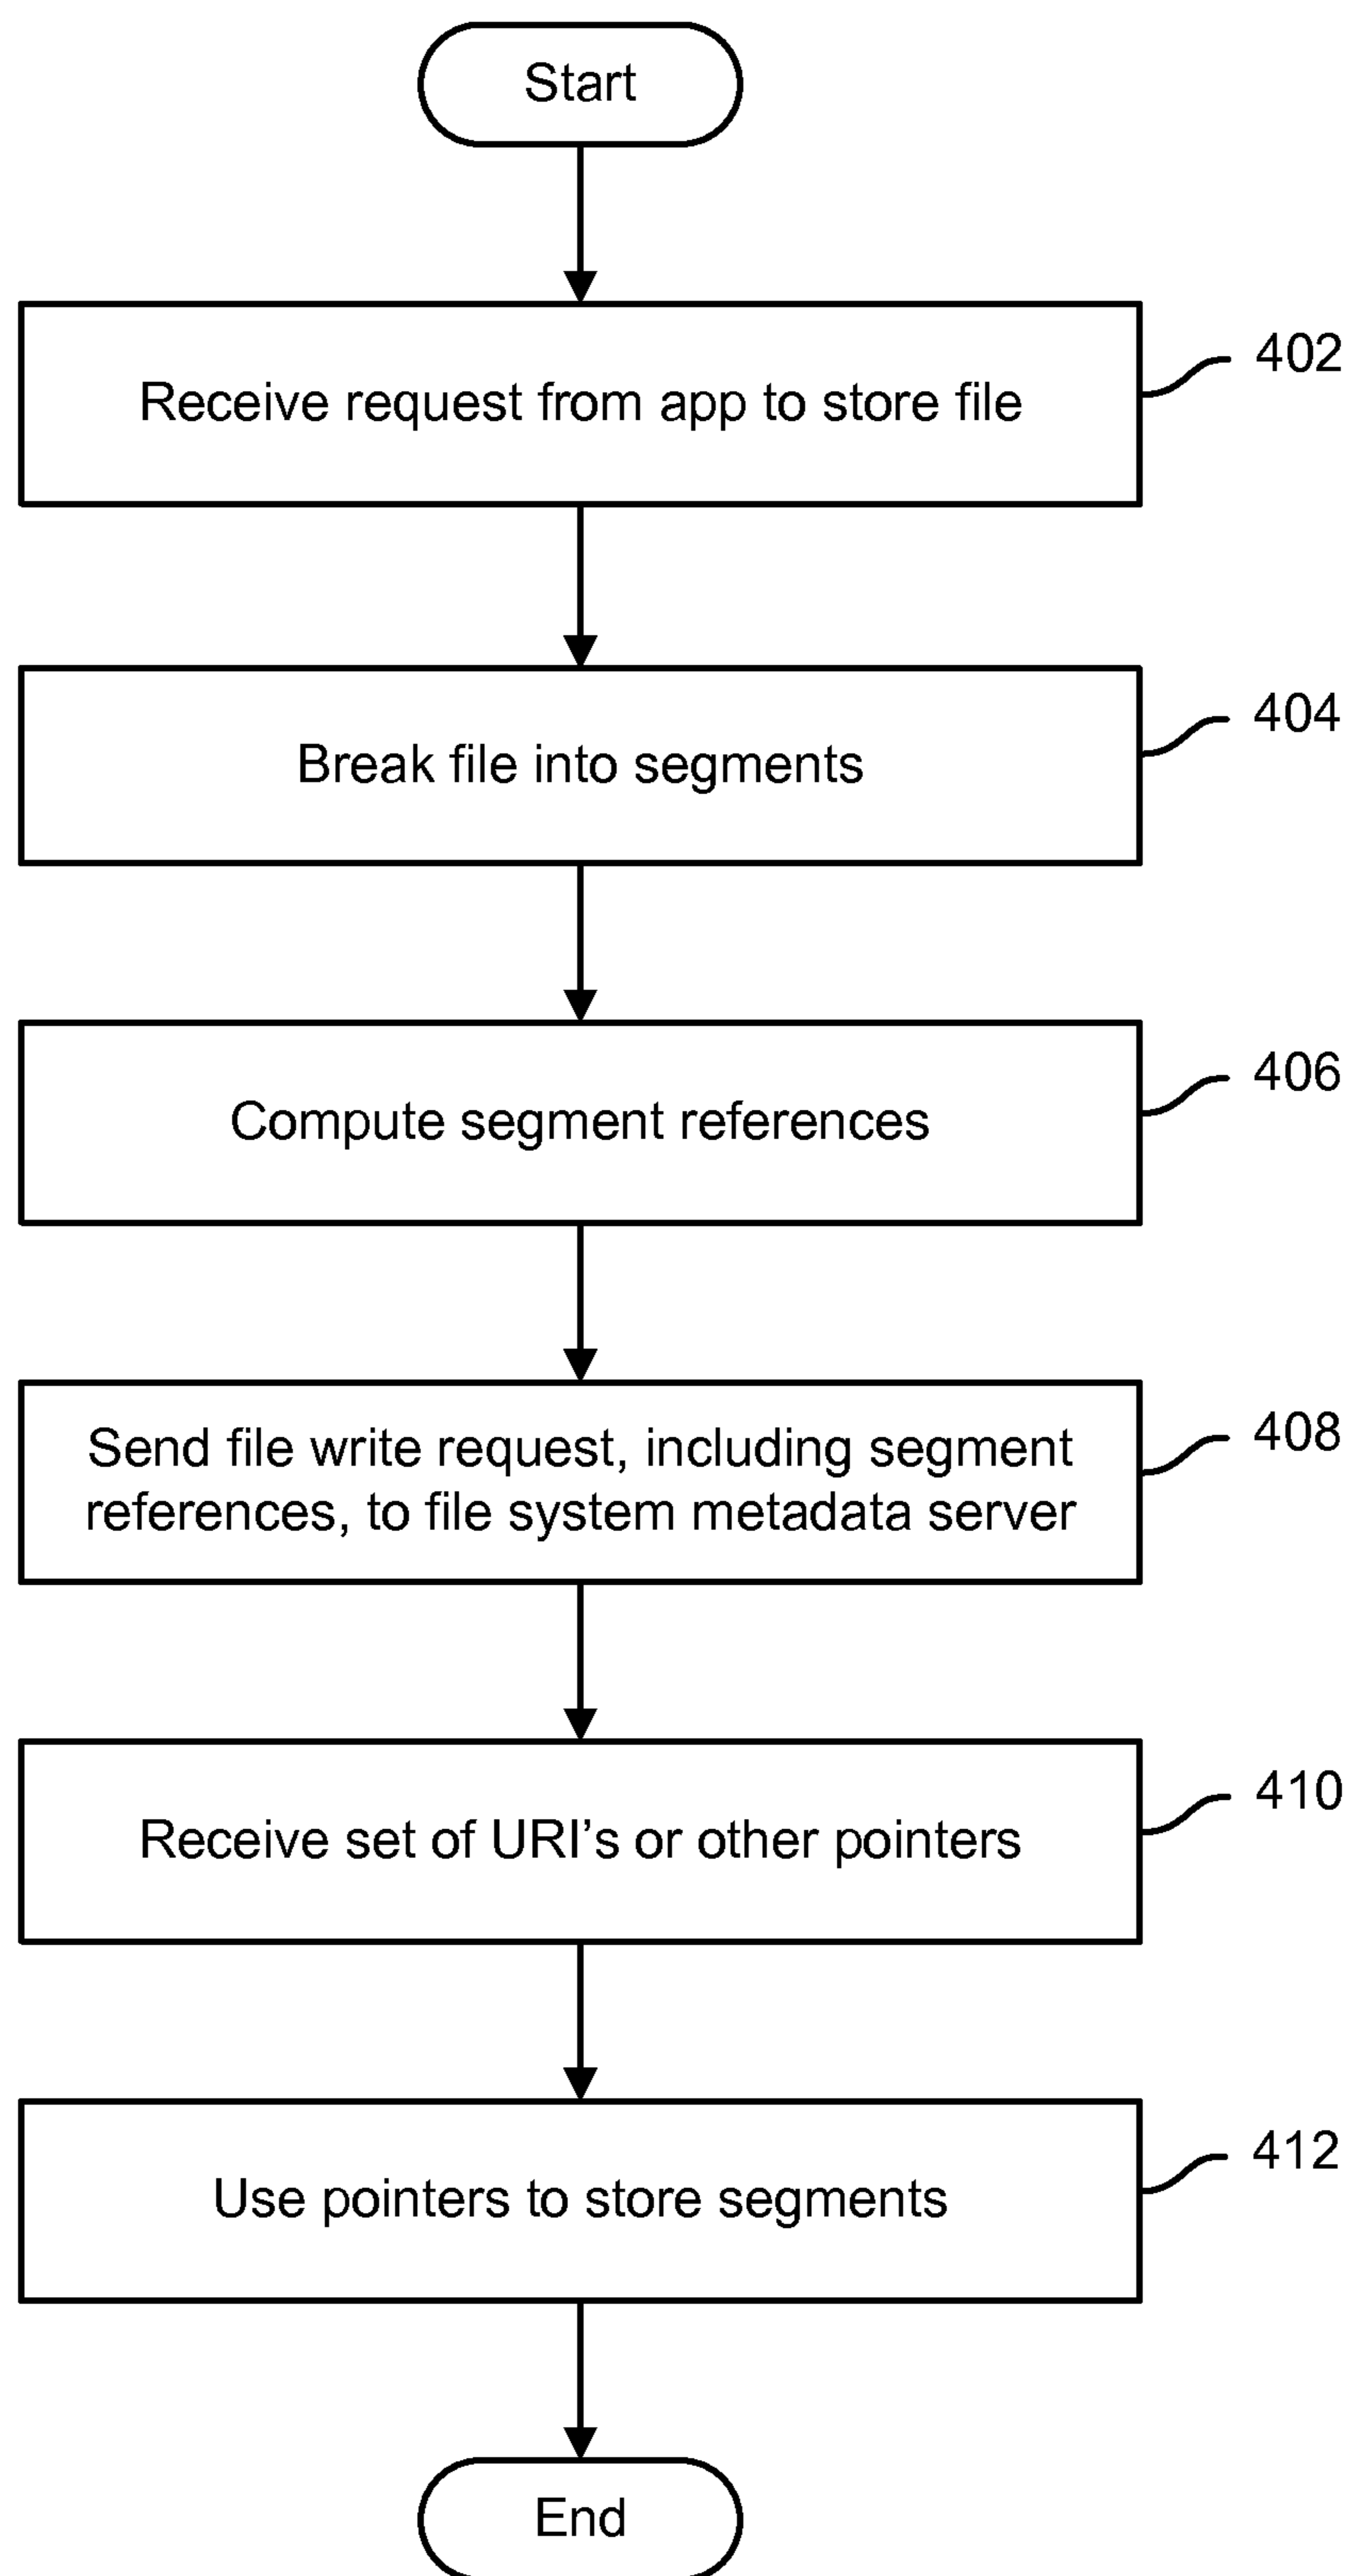 Start
Receive request from app to store file
402
Break file into segments
404
Compute segment references
406
Send file write request, including segment
references, to file system metadata server
408
Receive set of URI’s or other pointers
410
Use pointers to store segments
412
End